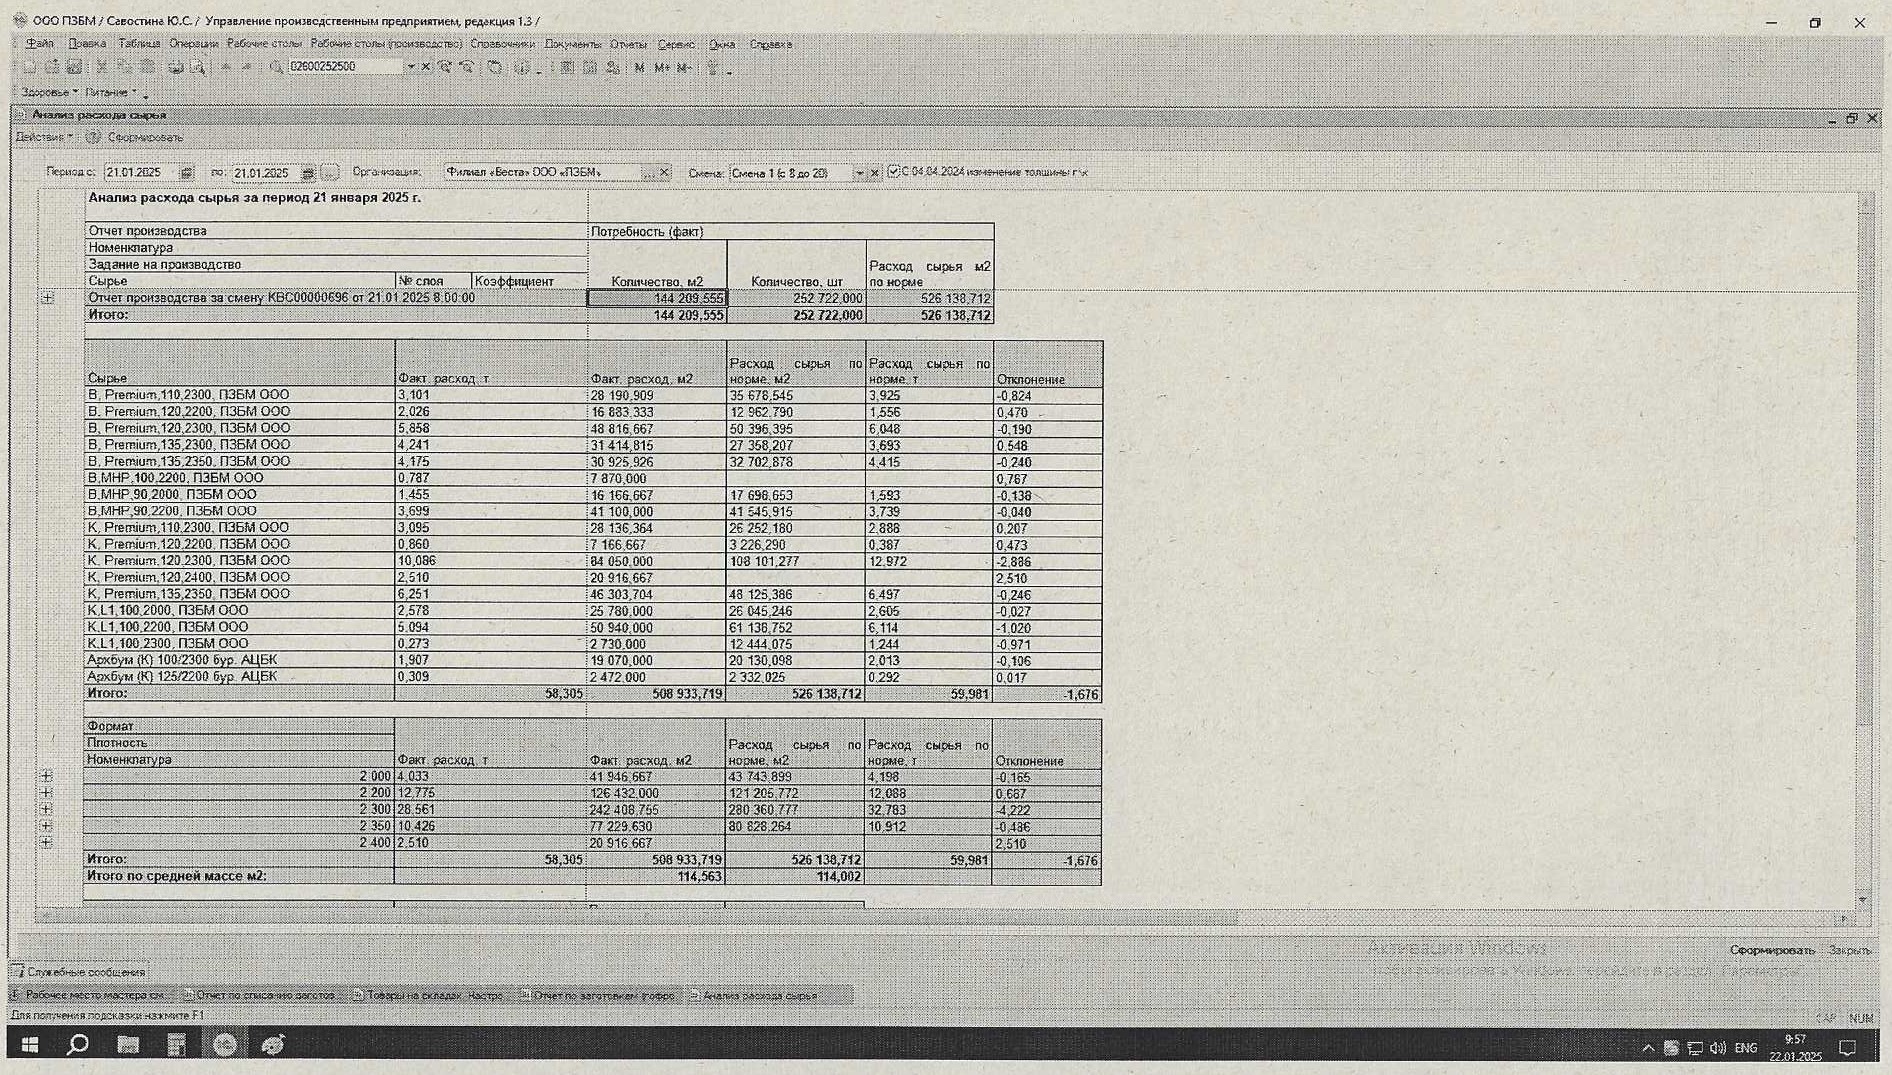 ООО ПЗБМ / Савостина Ю.С. / Управление производственным предприятием, редакция 1.3 /
Файл Правка Таблица Операции Рабочие столы Рабочие столы (производство) Справочники Документы Отчеты Сервис Окна Справка
02600252500 M M+ M-
Здоровье Питание
Анализ расхода сырья
Действия Сформировать
Период с: 21.01.2025 по: 21.01.2025 ... Организация: Филиал «Веста» ООО «ПЗБМ» ... Смена: Смена 1 (с 8 до 20) С 04.04.2024 изменение толщины г\к
Анализ расхода сырья за период 21 января 2025 г.
Отчет производства Потребность (факт)
Номенклатура
Задание на производство
Сырье № слоя Коэффициент Количество, м2 Количество, шт Расход сырья м2 по норме
Отчет производства за смену КВС00000696 от 21.01.2025 8:00:00 144 209,555 252 722,000 526 138,712
Итого: 144 209,555 252 722,000 526 138,712
Сырье Факт. расход, т Факт. расход, м2 Расход сырья по норме, м2 Расход сырья по норме, т Отклонение
В, Premium,110,2300, ПЗБМ ООО 3,101 28 190,909 35 678,545 3,925 -0,824
В, Premium,120,2200, ПЗБМ ООО 2,026 16 883,333 12 962,790 1,556 0,470
В, Premium,120,2300, ПЗБМ ООО 5,858 48 816,667 50 396,395 6,048 -0,190
В, Premium,135,2300, ПЗБМ ООО 4,241 31 414,815 27 358,207 3,693 0,548
В, Premium,135,2350, ПЗБМ ООО 4,175 30 925,926 32 702,878 4,415 -0,240
В,МНР,100,2200, ПЗБМ ООО 0,787 7 870,000 0,787
В,МНР,90,2000, ПЗБМ ООО 1,455 16 166,667 17 698,653 1,593 -0,138
В,МНР,90,2200, ПЗБМ ООО 3,699 41 100,000 41 545,915 3,739 -0,040
К, Premium,110,2300, ПЗБМ ООО 3,095 28 136,364 26 252,180 2,888 0,207
К, Premium,120,2200, ПЗБМ ООО 0,860 7 166,667 3 226,290 0,387 0,473
К, Premium,120,2300, ПЗБМ ООО 10,086 84 050,000 108 101,277 12,972 -2,886
К, Premium,120,2400, ПЗБМ ООО 2,510 20 916,667 2,510
К, Premium,135,2350, ПЗБМ ООО 6,251 46 303,704 48 125,386 6,497 -0,246
К,L1,100,2000, ПЗБМ ООО 2,578 25 780,000 26 045,246 2,605 -0,027
К,L1,100,2200, ПЗБМ ООО 5,094 50 940,000 61 138,752 6,114 -1,020
К,L1,100,2300, ПЗБМ ООО 0,273 2 730,000 12 444,075 1,244 -0,971
Архбум (К) 100/2300 бур. АЦБК 1,907 19 070,000 20 130,098 2,013 -0,106
Архбум (К) 125/2200 бур. АЦБК 0,309 2 472,000 2 332,025 0,292 0,017
Итого: 58,305 508 933,719 526 138,712 59,981 -1,676
Формат
Плотность
Номенклатура Факт. расход, т Факт. расход, м2 Расход сырья по норме, м2 Расход сырья по норме, т Отклонение
2 000 4,033 41 946,667 43 743,899 4,198 -0,165
2 200 12,775 126 432,000 121 205,772 12,088 0,687
2 300 28,561 242 408,755 280 360,777 32,783 -4,222
2 350 10,426 77 229,630 80 828,264 10,912 -0,486
2 400 2,510 20 916,667 2,510
Итого: 58,305 508 933,719 526 138,712 59,981 -1,676
Итого по средней массе м2: 114,563 114,002
Активация Windows
Сформировать Закрыть
Служебные сообщения
Рабочее место мастера см... Отчет по списанию заготов... Товары на складах. Настро... Отчет по заготовкам гофро... Анализ расхода сырья
Для получения подсказки нажмите F1
CAP NUM
ENG 9:57
22.01.2025